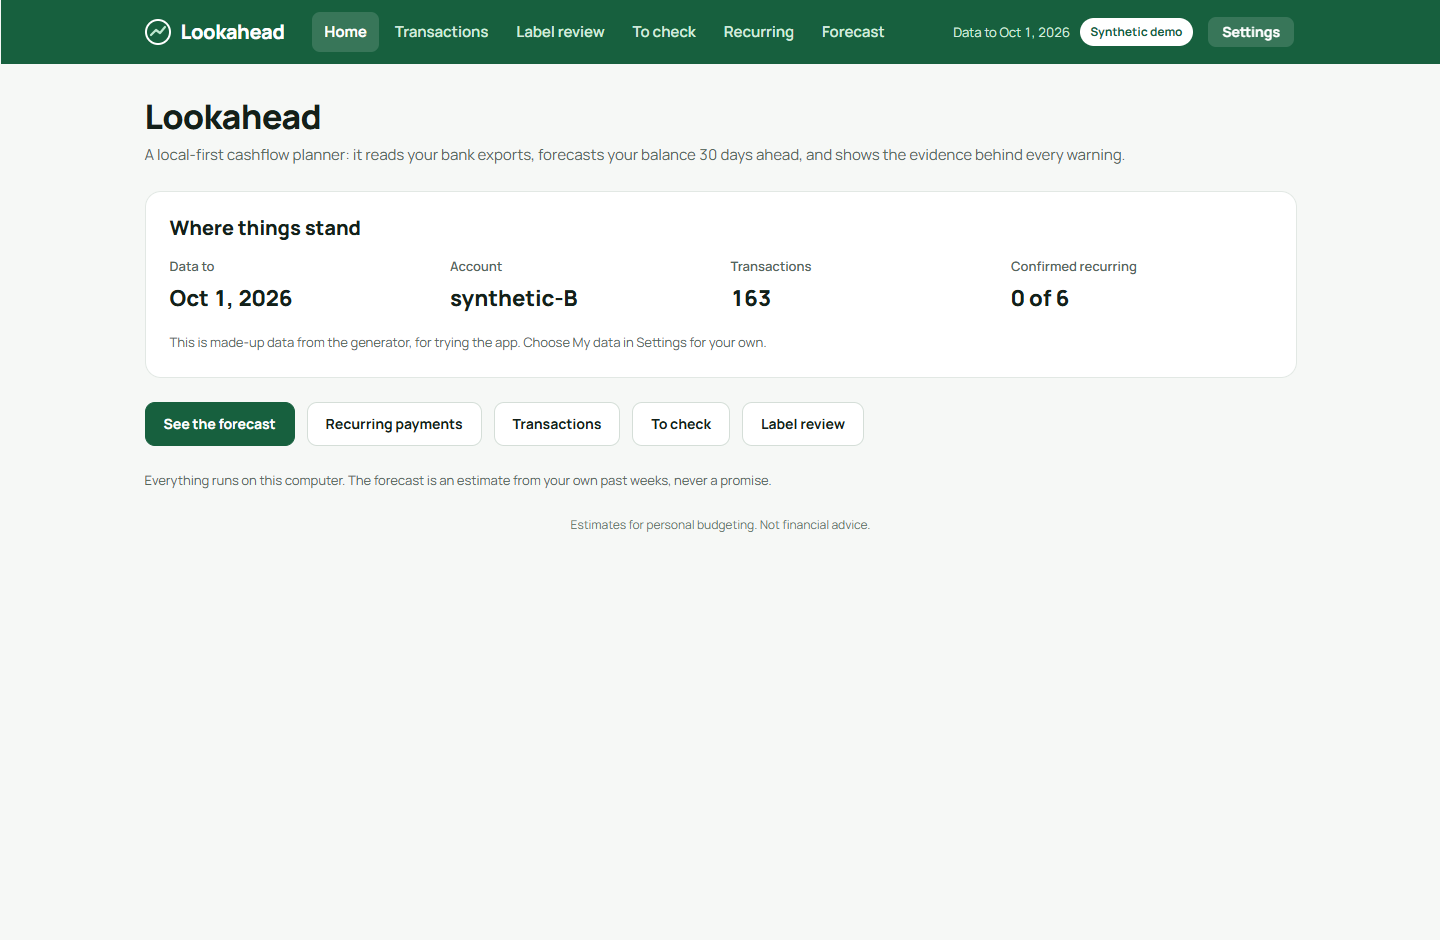 Lookahead Home Transactions Label review To check Recurring Forecast Data to Oct 1, 2026 Synthetic demo Settings
Lookahead
A local-first cashflow planner: it reads your bank exports, forecasts your balance 30 days ahead, and shows the evidence behind every warning.
Where things stand
Data to Account Transactions Confirmed recurring
Oct 1, 2026 synthetic-B 163 0 of 6
This is made-up data from the generator, for trying the app. Choose My data in Settings for your own.
See the forecast Recurring payments Transactions To check Label review
Everything runs on this computer. The forecast is an estimate from your own past weeks, never a promise.
Estimates for personal budgeting. Not financial advice.